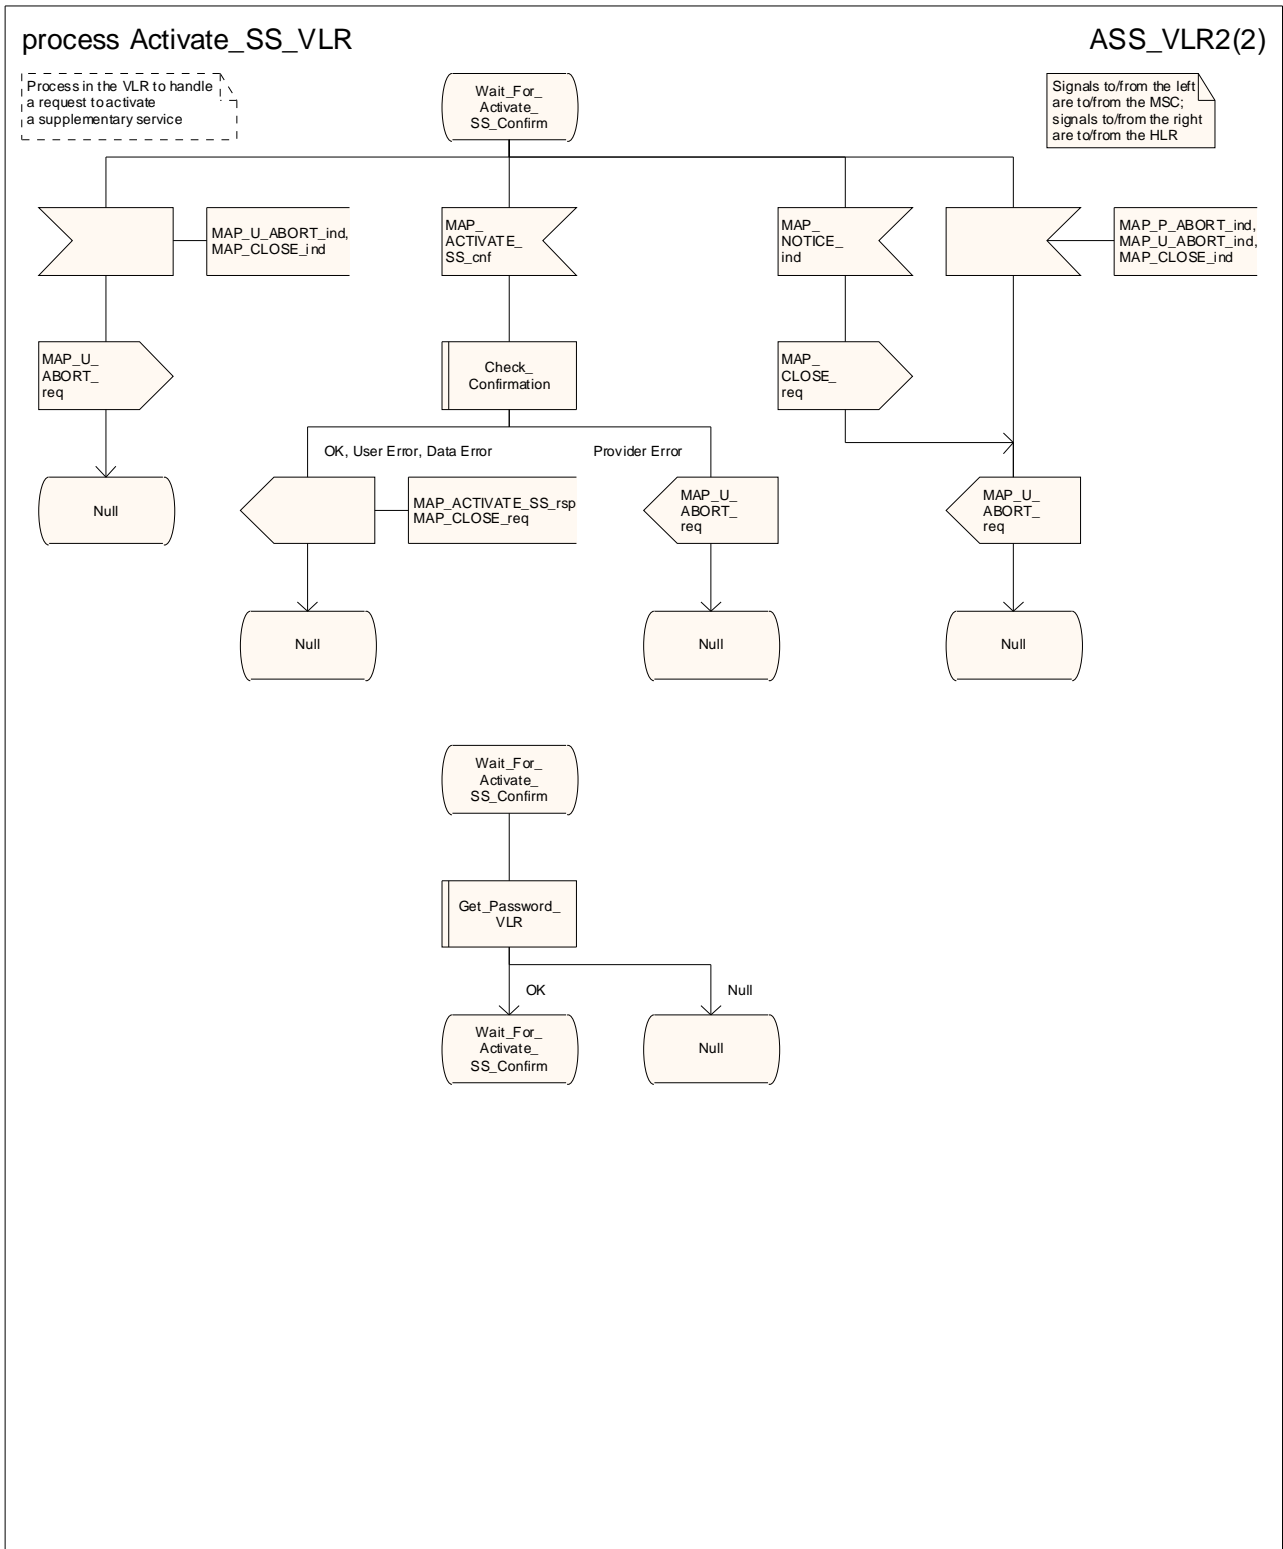 process Activate_SS_VLR
ASS_VLR2(2)
Process in the VLR to handle
a request to activate
a supplementary service
Wait_For_
Activate_
SS_Confirm
Signals to/from the left
are to/from the MSC;
signals to/from the right
are to/from the HLR
MAP_U_ABORT_ind,
MAP_CLOSE_ind
MAP_
ACTIVATE_
SS_cnf
MAP_
NOTICE_
ind
MAP_P_ABORT_ind,
MAP_U_ABORT_ind,
MAP_CLOSE_ind
MAP_U_
ABORT_
req
Check_
Confirmation
MAP_
CLOSE_
req
OK, User Error, Data Error
Provider Error
Null
MAP_ACTIVATE_SS_rsp
MAP_CLOSE_req
MAP_U_
ABORT_
req
MAP_U_
ABORT_
req
Null
Null
Null
Wait_For_
Activate_
SS_Confirm
Get_Password_
VLR
OK
Null
Wait_For_
Activate_
SS_Confirm
Null